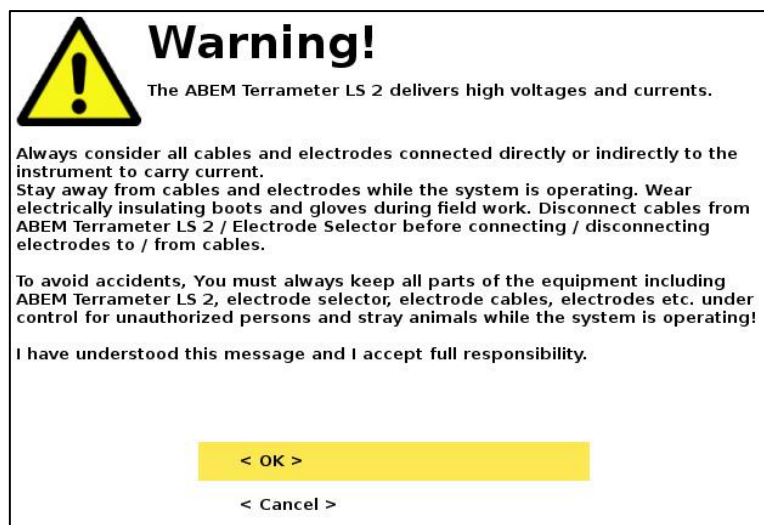 Warning!
The ABEM Terrameter LS 2 delivers high voltages and currents.
Always consider all cables and electrodes connected directly or indirectly to the
instrument to carry current.
Stay away from cables and electrodes while the system is operating. Wear
electrically insulating boots and gloves during field work. Disconnect cables from
ABEM Terrameter LS 2 / Electrode Selector before connecting / disconnecting
electrodes to / from cables.
To avoid accidents, You must always keep all parts of the equipment including
ABEM Terrameter LS 2, electrode selector, electrode cables, electrodes etc. under
control for unauthorized persons and stray animals while the system is operating!
I have understood this message and I accept full responsibility.
< OK >
< Cancel >